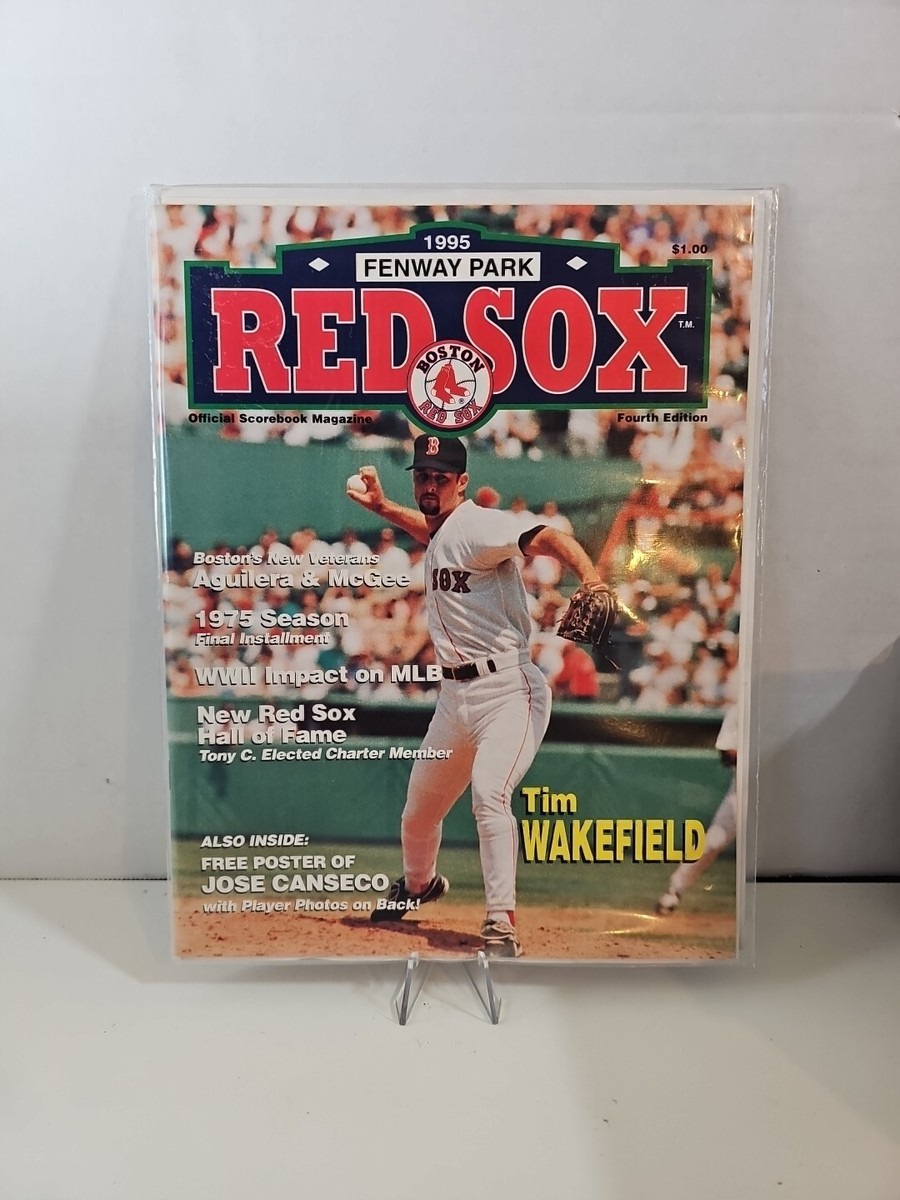 1995
$1.00
FENWAY PARK
RED SOX
T.M.
BOSTON
RED SOX
®
Official Scorebook Magazine
Fourth Edition
B
SOX
Boston's New Veterans
Aguilera & McGee
1975 Season
Final Installment
WWII Impact on MLB
New Red Sox
Hall of Fame
Tony C. Elected Charter Member
Tim
WAKEFIELD
ALSO INSIDE:
FREE POSTER OF
JOSE CANSECO
with Player Photos on Back!